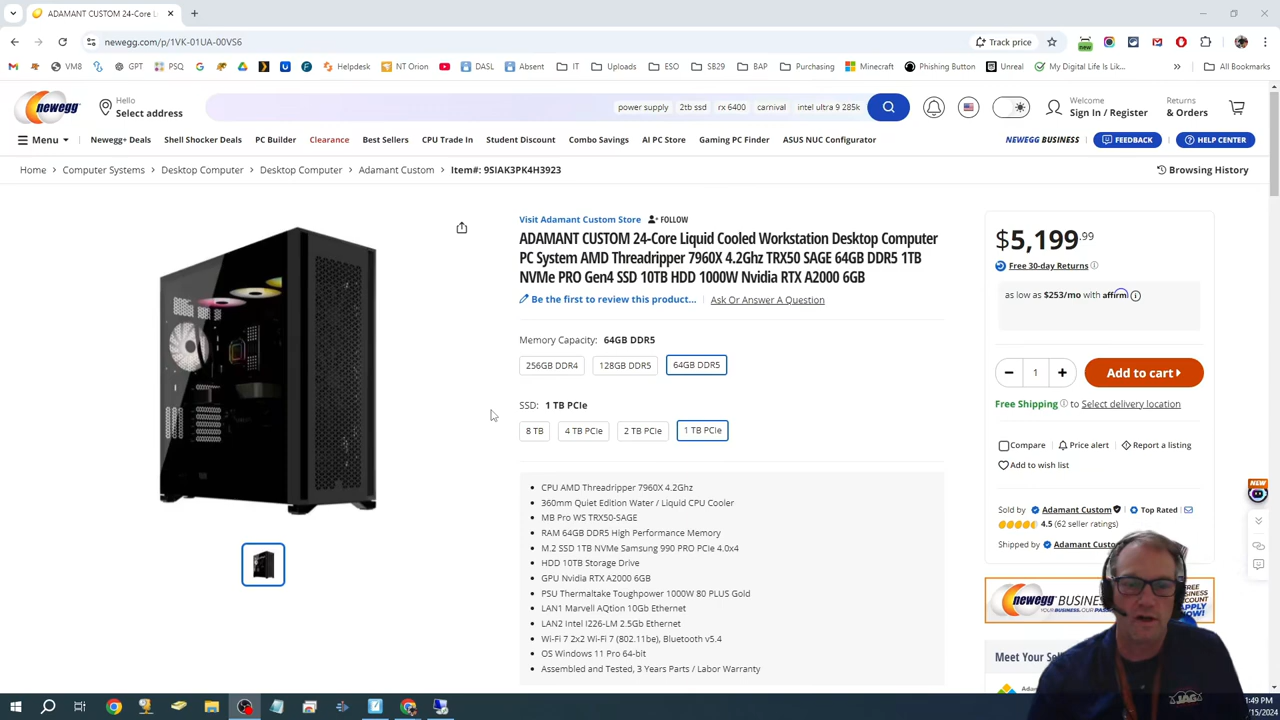 ADAMANT CUSTOM 24-Core Li
newegg.com/p/1VK-01UA-00VS6
Track price
VM8 GPT PSQ DASL Absent IT Uploads ESO SB29 BAP Purchasing Minecraft Phishing Button Unreal My Digital Life Is Lik... » All Bookmarks
Helpdesk NT Orion
newegg
Hello
Select address
power supply 2tb ssd rx 6400 carnival intel ultra 9 285k
Welcome
Sign In / Register
Returns
& Orders
Menu Newegg+ Deals Shell Shocker Deals PC Builder Clearance Best Sellers CPU Trade In Student Discount Combo Savings AI PC Store Gaming PC Finder ASUS NUC Configurator NEWEGG BUSINESS FEEDBACK HELP CENTER
Home > Computer Systems > Desktop Computer > Desktop Computer > Adamant Custom > Item#: 9SIAK3PK4H3923 Browsing History
Visit Adamant Custom Store FOLLOW
ADAMANT CUSTOM 24-Core Liquid Cooled Workstation Desktop Computer
PC System AMD Threadripper 7960X 4.2Ghz TRX50 SAGE 64GB DDR5 1TB
NVMe PRO Gen4 SSD 10TB HDD 1000W Nvidia RTX A2000 6GB
Be the first to review this product... Ask Or Answer A Question
Memory Capacity: 64GB DDR5
256GB DDR4 128GB DDR5 64GB DDR5
SSD: 1 TB PCIe
8 TB 4 TB PCIe 2 TB PCIe 1 TB PCIe
CPU AMD Threadripper 7960X 4.2Ghz
360mm Quiet Edition Water / Liquid CPU Cooler
MB Pro WS TRX50-SAGE
RAM 64GB DDR5 High Performance Memory
M.2 SSD 1TB NVMe Samsung 990 PRO PCIe 4.0x4
HDD 10TB Storage Drive
GPU Nvidia RTX A2000 6GB
PSU Thermaltake Toughpower 1000W 80 PLUS Gold
LAN1 Marvell AQtion 10Gb Ethernet
LAN2 Intel I226-LM 2.5Gb Ethernet
Wi-Fi 7 2x2 Wi-Fi 7 (802.11be), Bluetooth v5.4
OS Windows 11 Pro 64-bit
Assembled and Tested, 3 Years Parts / Labor Warranty
$5,199.99
Free 30-day Returns
as low as $253/mo with affirm
1
Add to cart
Free Shipping to Select delivery location
Compare Price alert Report a listing
Add to wish list
Sold by Adamant Custom Top Rated
4.5 (62 seller ratings)
Shipped by Adamant Custo
NEW
newegg BUSINESS FREE
APPLY
NOW!
Meet Your Sel
JAG
1:49 PM
/15/2024